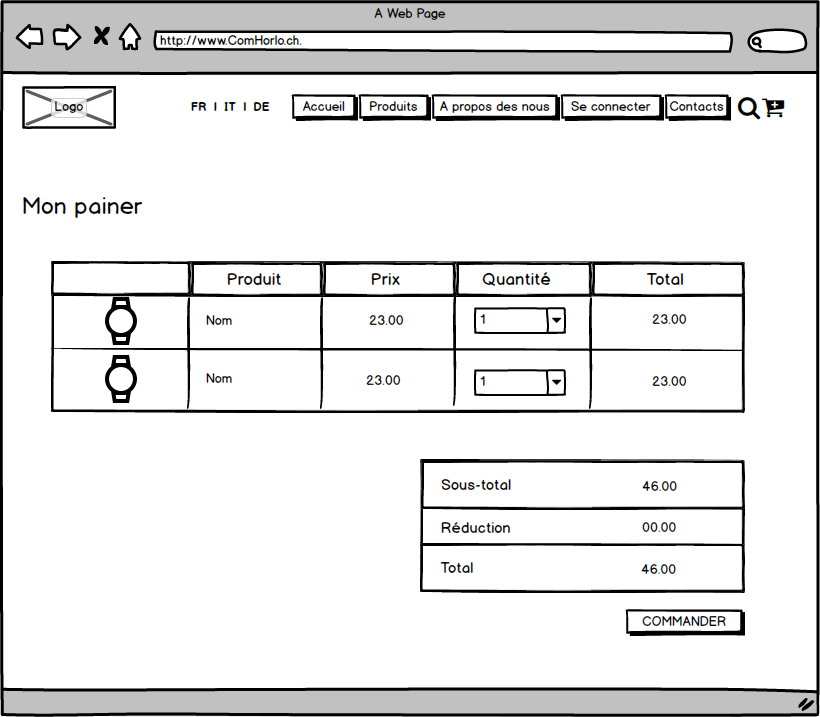 A Web Page
http://www.ComHorlo.ch.
Logo FR | IT | DE Accueil Produits A propos des nous Se connecter Contacts
Mon painer
Produit Prix Quantité Total
Nom 23.00 1 23.00
Nom 23.00 1 23.00
Sous-total 46.00
Réduction 00.00
Total 46.00
COMMANDER